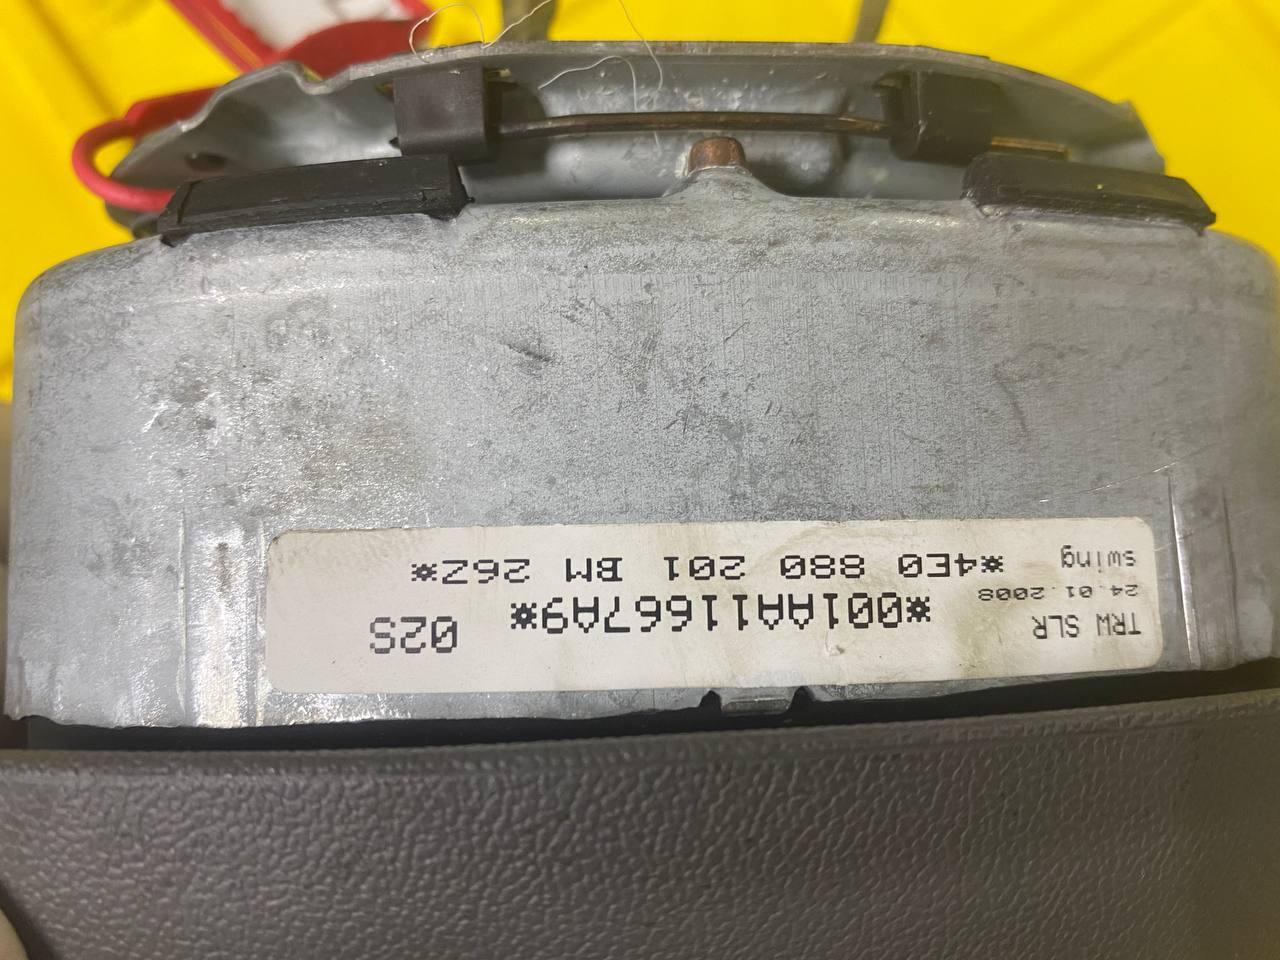 TRW SLR
24.01.2008
swing
*001AA11667A9*
02S
*4E0 880 201 BM 26Z*